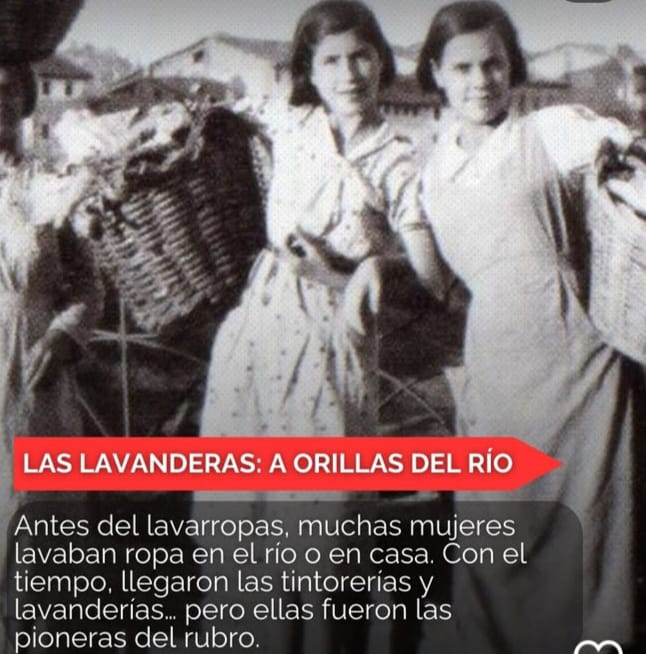 LAS LAVANDERAS: A ORILLAS DEL RÍO
Antes del lavarropas, muchas mujeres
lavaban ropa en el río o en casa. Con el
tiempo, llegaron las tintorerías y
lavanderías... pero ellas fueron las
pioneras del rubro.